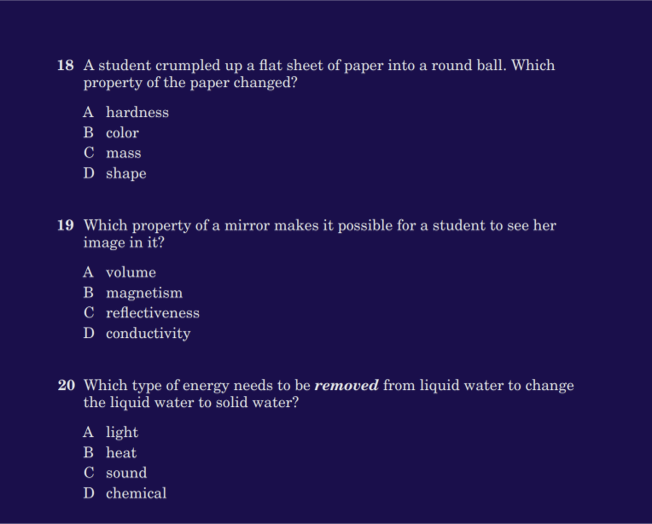 18 A student crumpled up a flat sheet of paper into a round ball. Which
property of the paper changed?
A hardness
B color
C mass
D shape
19 Which property of a mirror makes it possible for a student to see her
image in it?
A volume
B magnetism
C reflectiveness
D conductivity
20 Which type of energy needs to be removed from liquid water to change
the liquid water to solid water?
A light
B heat
C sound
D chemical